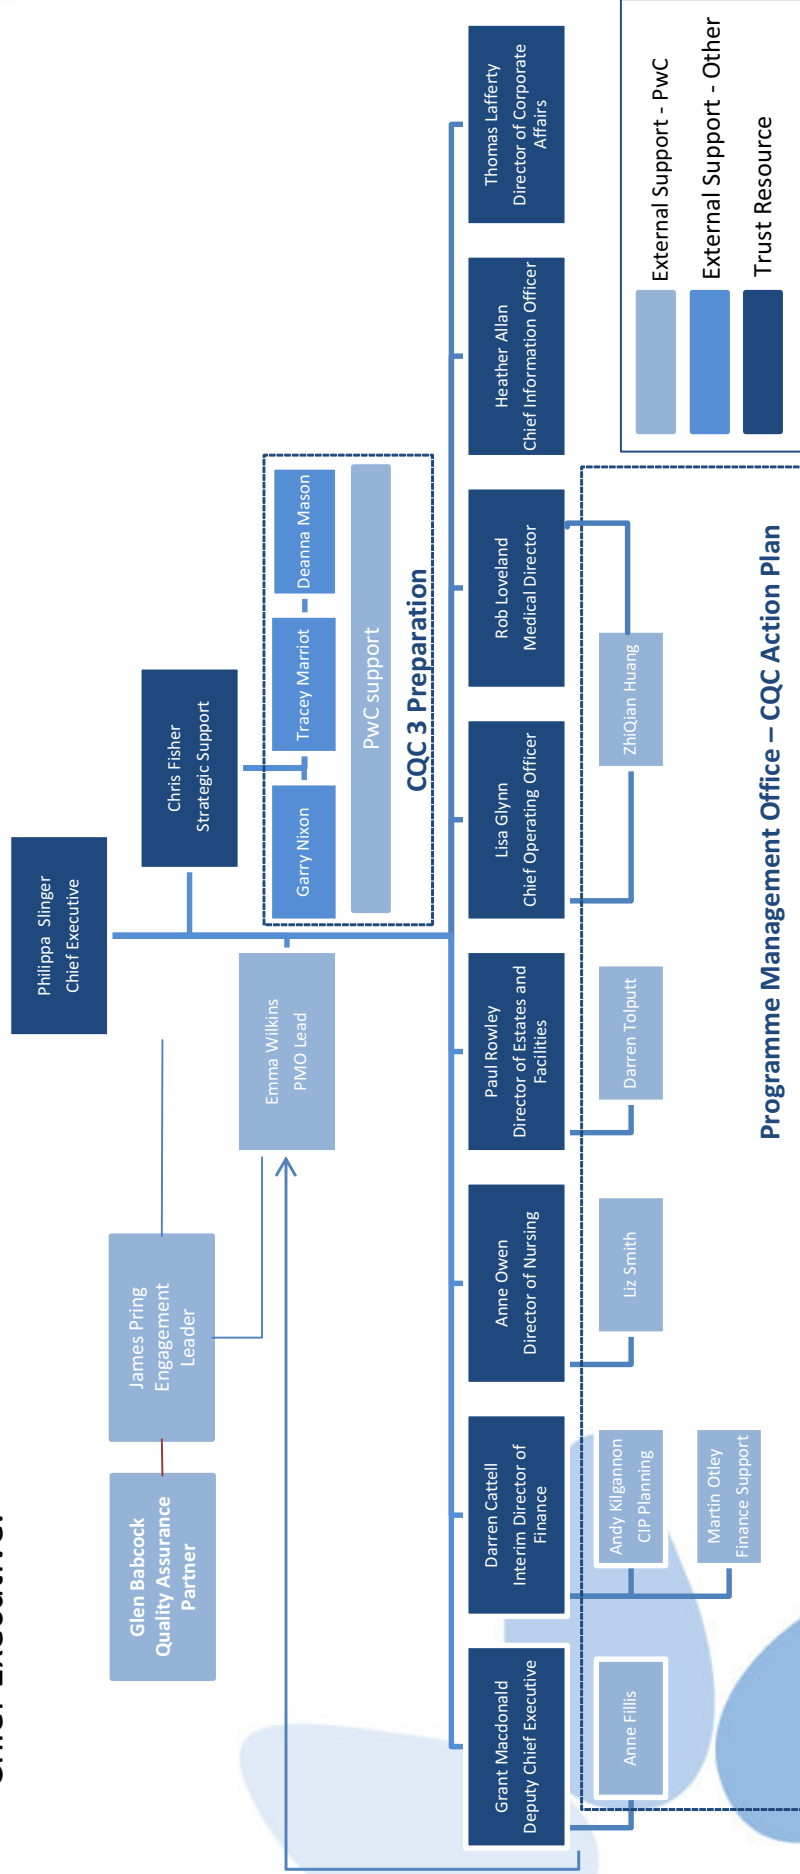 Philippa Slinger
Chief Executive
Glen Babcock
Quality Assurance
Partner
James Pring
Engagement
Leader
Chris Fisher
Strategic Support
Emma Wilkins
PMO Lead
Garry Nixon
Tracey Marriot
Deanna Mason
PwC support
CQC 3 Preparation
Grant Macdonald
Deputy Chief Executive
Darren Cattell
Interim Director of
Finance
Anne Owen
Director of Nursing
Paul Rowley
Director of Estates and
Facilities
Lisa Glynn
Chief Operating Officer
Rob Loveland
Medical Director
Heather Allan
Chief Information Officer
Thomas Lafferty
Director of Corporate
Affairs
Anne Fillis
Andy Kilgannon
CIP Planning
Martin Otley
Finance Support
Liz Smith
Darren Tolputt
ZhiQian Huang
Programme Management Office – CQC Action Plan
External Support - PwC
External Support - Other
Trust Resource